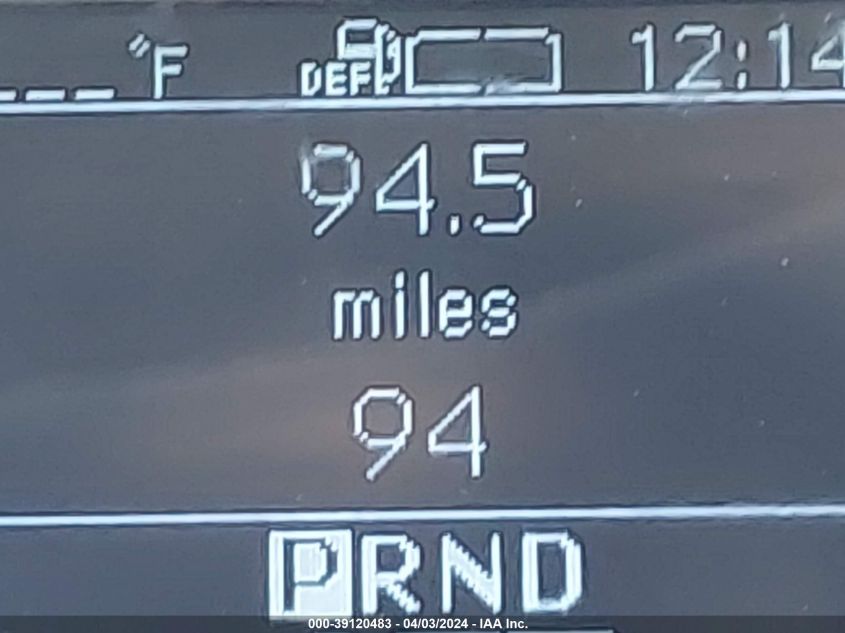 ---°F DEF 12:14
94.5
miles
94
PRND
000-39120483 - 04/03/2024 - IAA Inc.